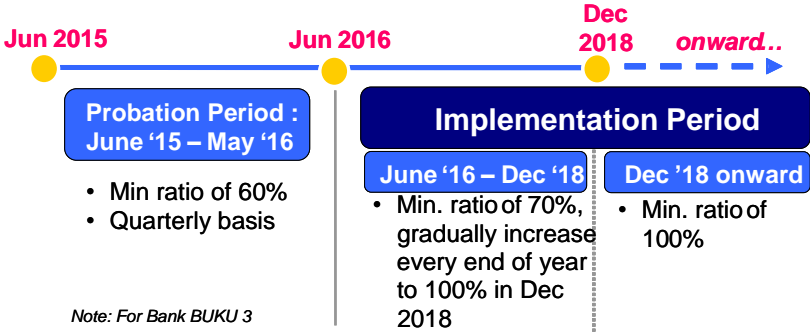 Jun 2015
Jun 2016
Dec
2018
onward...
Probation Period :
June ‘15 – May ‘16
• Min ratio of 60%
• Quarterly basis
Implementation Period
June ‘16 – Dec ‘18
• Min. ratio of 70%,
gradually increase
every end of year
to 100% in Dec
2018
Dec ’18 onward
• Min. ratio of
100%
Note: For Bank BUKU 3